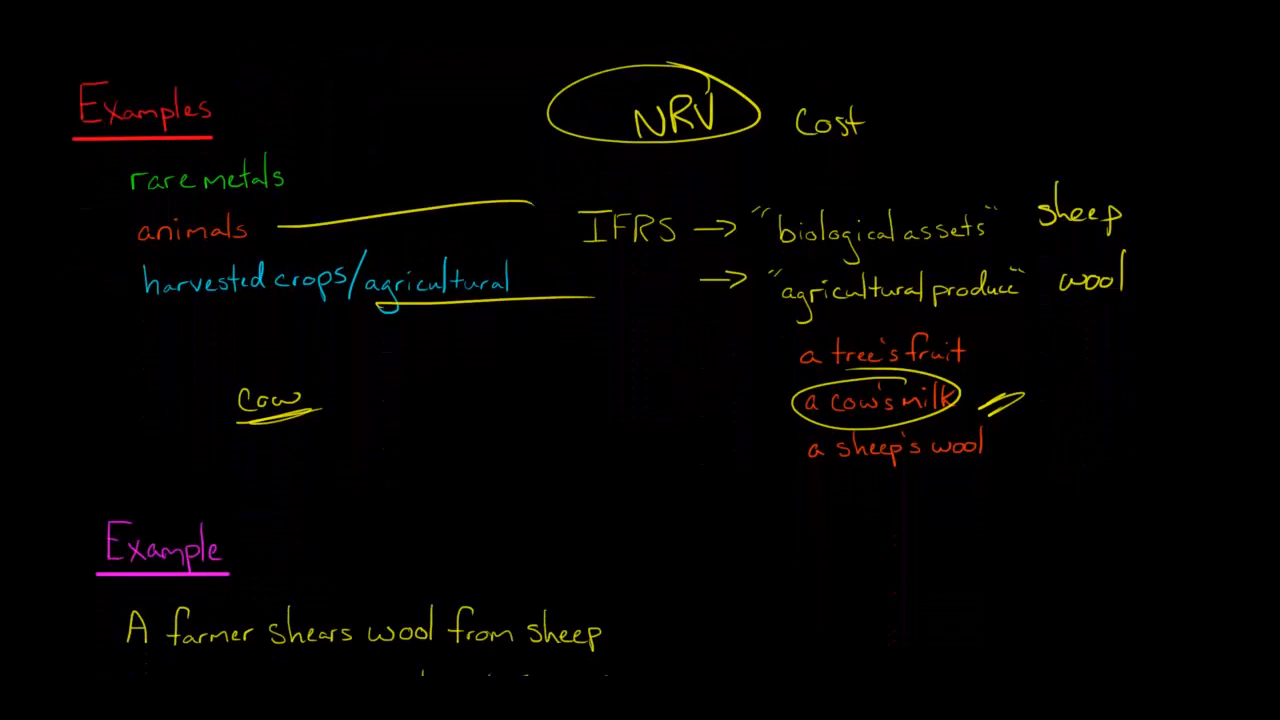 Examples
NRV Cost
rare metals
animals
IFRS → "biological assets" sheep
harvested crops/agricultural
→ "agricultural produce" wool
a tree's fruit
cow
a cow's milk
a sheep's wool
Example
A farmer shears wool from sheep